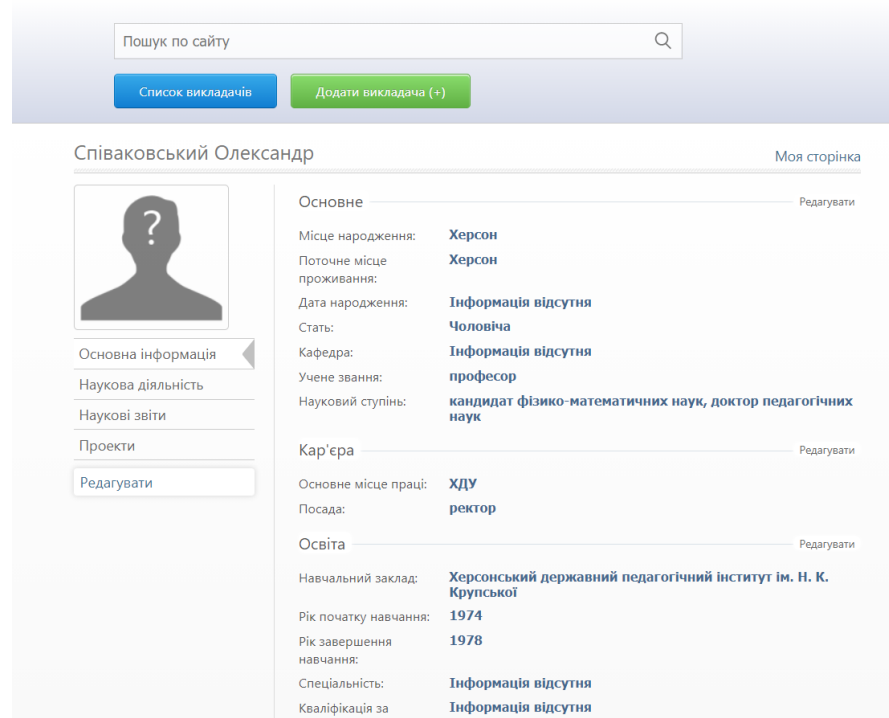 Пошук по сайту
Список викладачів
Додати викладача (+)
Співаковський Олександр
Моя сторінка
?
Основна інформація
Наукова діяльність
Наукові звіти
Проекти
Редагувати
Основне
Редагувати
Місце народження: Херсон
Поточне місце Херсон
проживання:
Дата народження: Інформація відсутня
Стать: Чоловіча
Кафедра: Інформація відсутня
Учене звання: професор
Науковий ступінь: кандидат фізико-математичних наук, доктор педагогічних
наук
Кар'єра
Редагувати
Основне місце праці: ХДУ
Посада: ректор
Освіта
Редагувати
Навчальний заклад: Херсонський державний педагогічний інститут ім. Н. К.
Крупської
Рік початку навчання: 1974
Рік завершення 1978
навчання:
Спеціальність: Інформація відсутня
Кваліфікація за Інформація відсутня